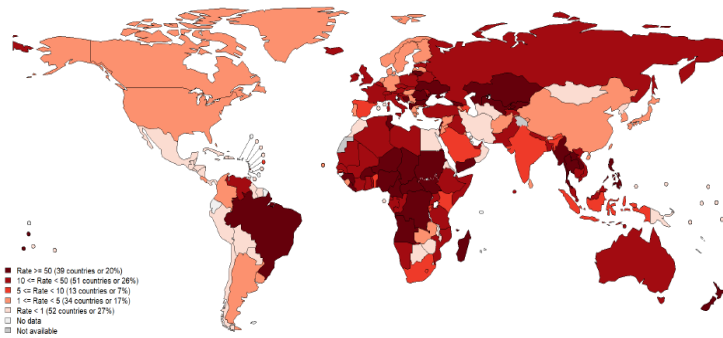 Rate >= 50 (39 countries or 20%)
10 <= Rate < 50 (51 countries or 26%)
5 <= Rate < 10 (13 countries or 7%)
1 <= Rate < 5 (34 countries or 17%)
Rate < 1 (52 countries or 27%)
No data
Not available